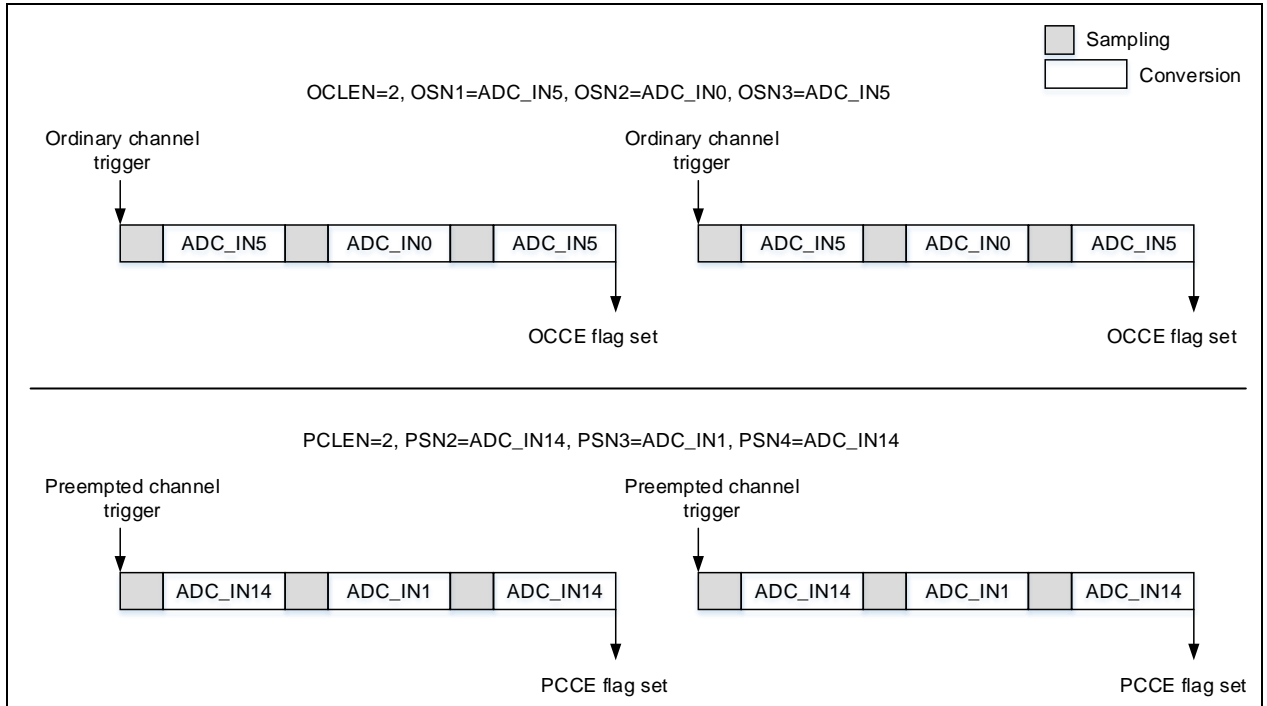 Sampling
Conversion
OCLEN=2, OSN1=ADC_IN5, OSN2=ADC_IN0, OSN3=ADC_IN5
Ordinary channel
trigger
Ordinary channel
trigger
ADC_IN5 ADC_IN0 ADC_IN5 ADC_IN5 ADC_IN0 ADC_IN5
OCCE flag set OCCE flag set
PCLEN=2, PSN2=ADC_IN14, PSN3=ADC_IN1, PSN4=ADC_IN14
Preempted channel
trigger
Preempted channel
trigger
ADC_IN14 ADC_IN1 ADC_IN14 ADC_IN14 ADC_IN1 ADC_IN14
PCCE flag set PCCE flag set